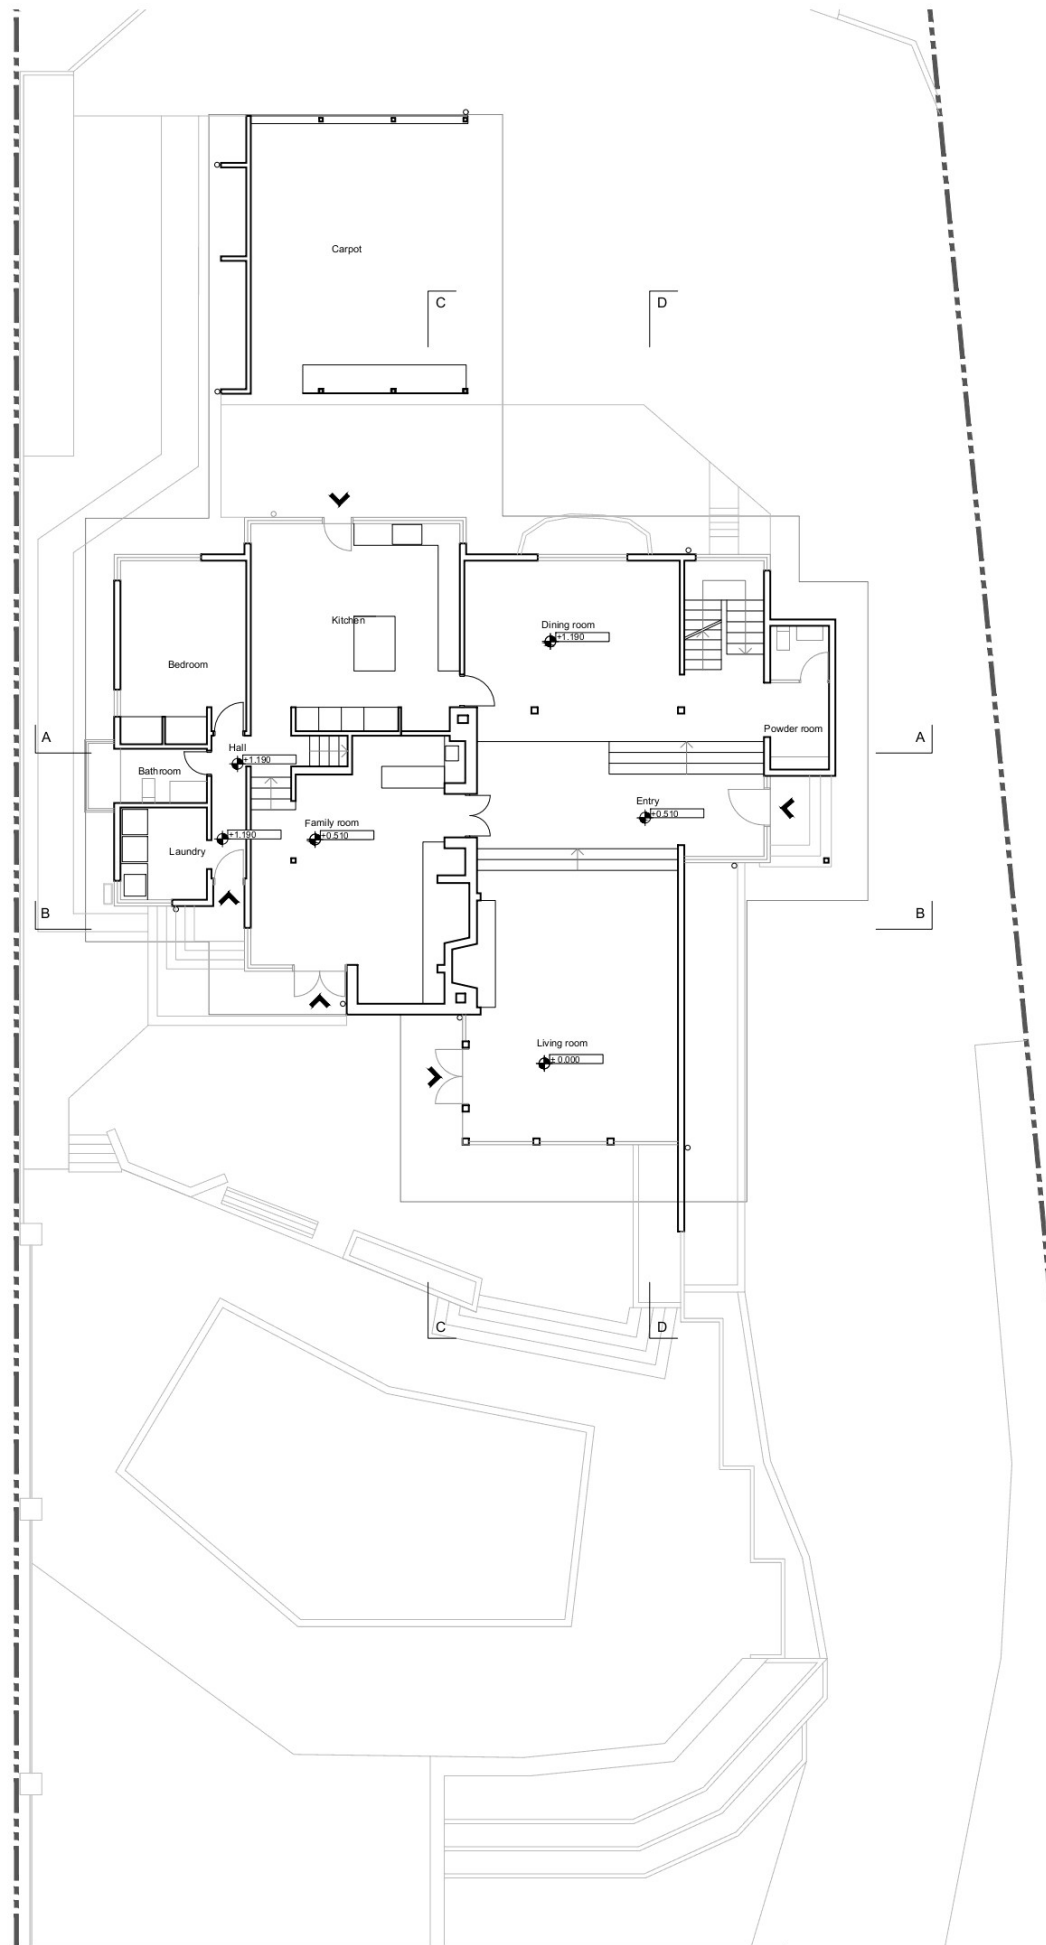 Carpot
C
D
Kitchen
Dining room
+1.190
Bedroom
Powder room
A
A
Hall
+1.190
Bathroom
Entry
+0.510
Family room
+0.510
+1.190
Laundry
B
B
Living room
± 0.000
C
D